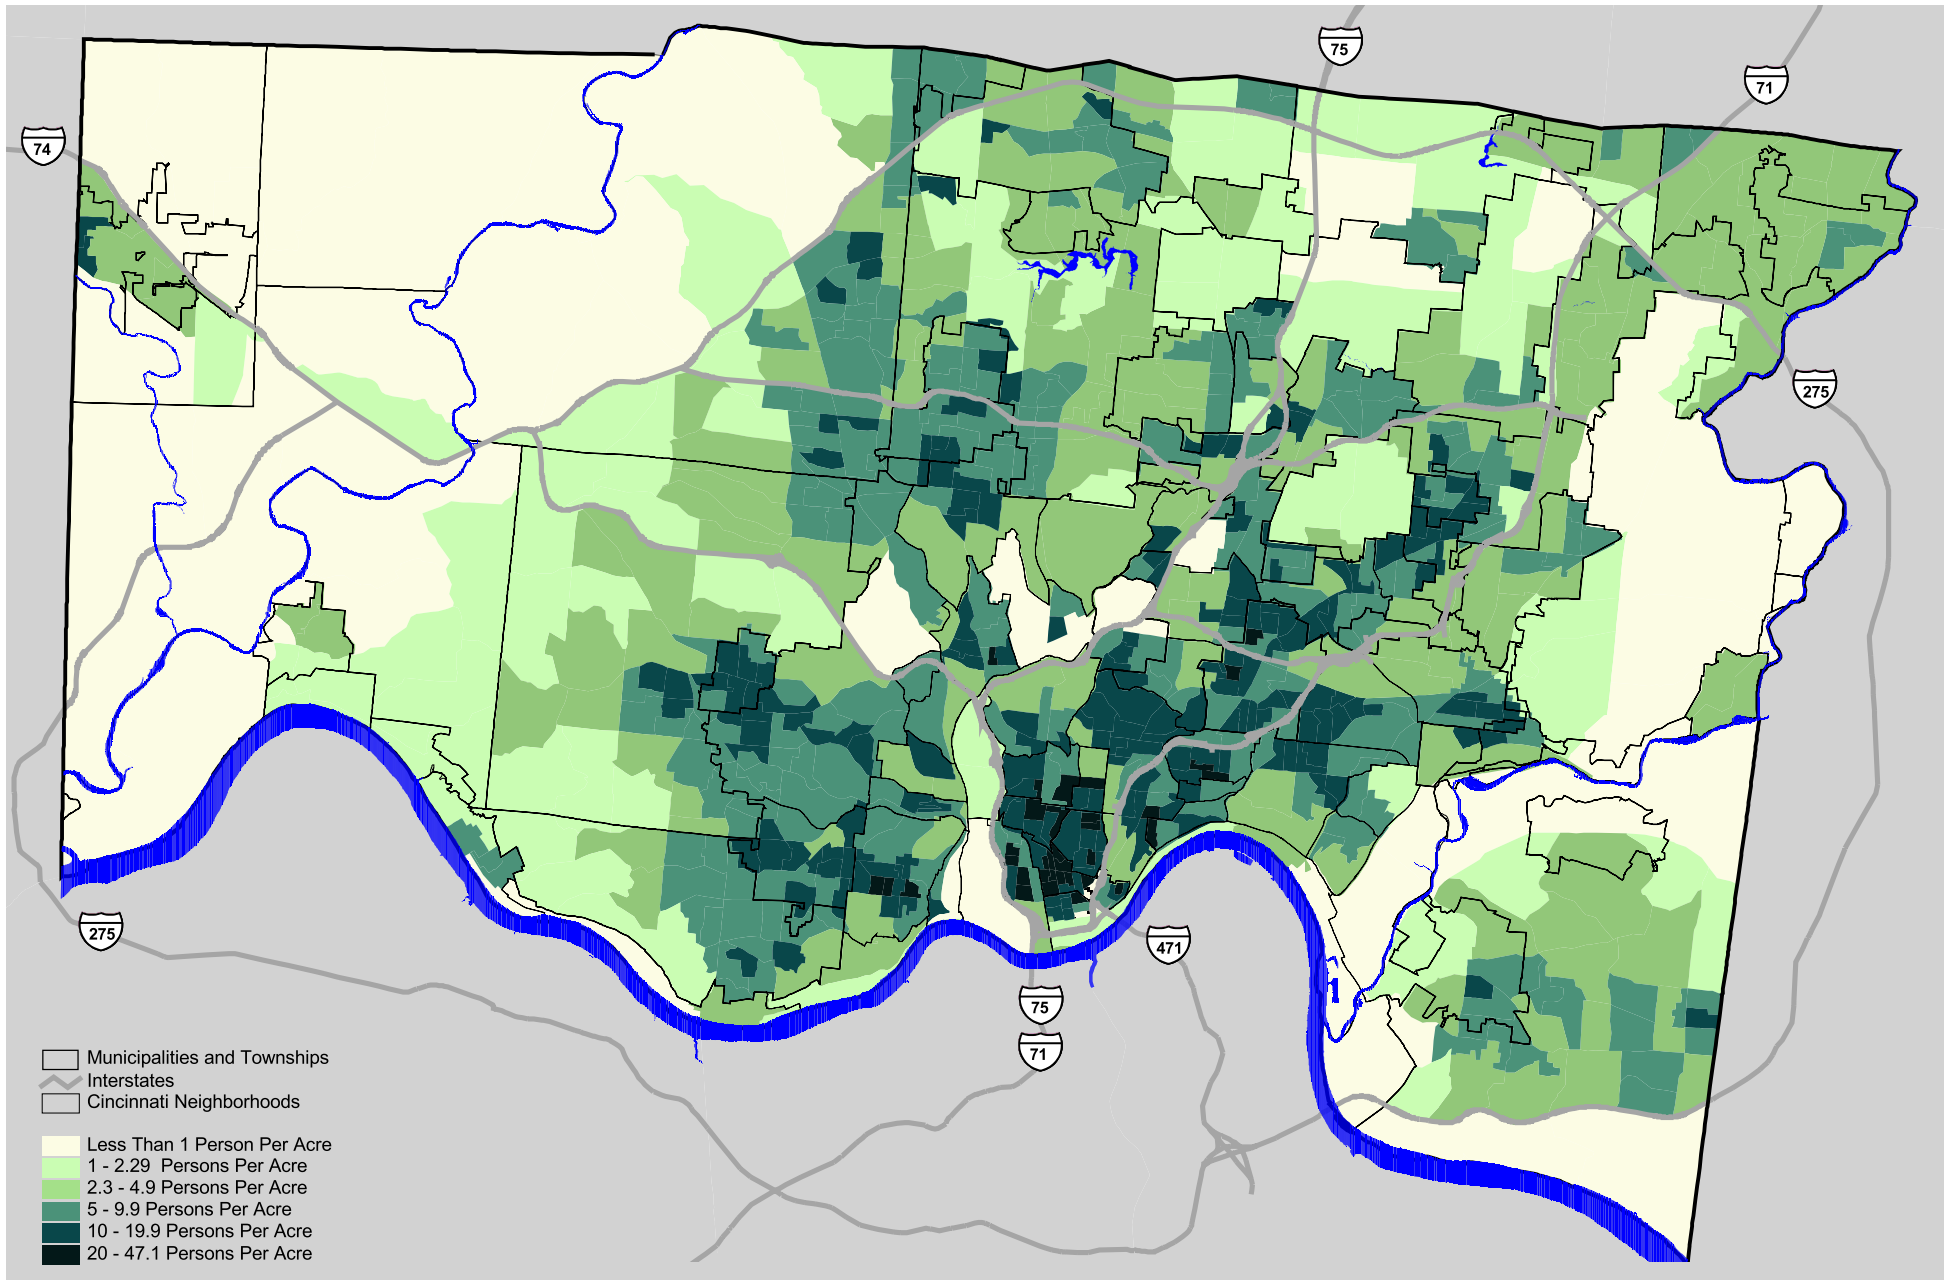 75
71
74
275
275
471
75
71
Municipalities and Townships
Interstates
Cincinnati Neighborhoods
Less Than 1 Person Per Acre
1 - 2.29 Persons Per Acre
2.3 - 4.9 Persons Per Acre
5 - 9.9 Persons Per Acre
10 - 19.9 Persons Per Acre
20 - 47.1 Persons Per Acre